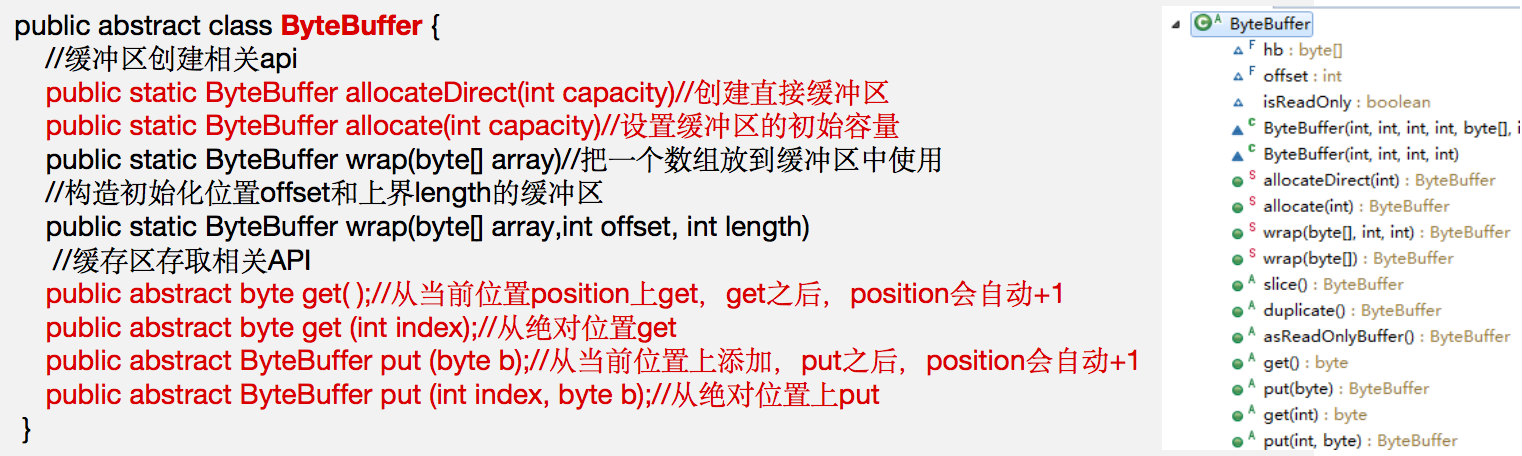 public abstract class ByteBuffer {
//缓冲区创建相关api
public static ByteBuffer allocateDirect(int capacity)//创建直接缓冲区
public static ByteBuffer allocate(int capacity)//设置缓冲区的初始容量
public static ByteBuffer wrap(byte[] array)//把一个数组放到缓冲区中使用
//构造初始化位置offset和上界length的缓冲区
public static ByteBuffer wrap(byte[] array,int offset, int length)
//缓存区存取相关API
public abstract byte get( );//从当前位置position上get，get之后，position会自动+1
public abstract byte get (int index);//从绝对位置get
public abstract ByteBuffer put (byte b);//从当前位置上添加，put之后，position会自动+1
public abstract ByteBuffer put (int index, byte b);//从绝对位置上put
}
C A ByteBuffer
F hb : byte[]
F offset : int
isReadOnly : boolean
C ByteBuffer(int, int, int, int, byte[], i
C ByteBuffer(int, int, int, int)
S allocateDirect(int) : ByteBuffer
S allocate(int) : ByteBuffer
S wrap(byte[], int, int) : ByteBuffer
S wrap(byte[]) : ByteBuffer
A slice() : ByteBuffer
A duplicate() : ByteBuffer
A asReadOnlyBuffer() : ByteBuffer
A get() : byte
A put(byte) : ByteBuffer
A get(int) : byte
A put(int, byte) : ByteBuffer